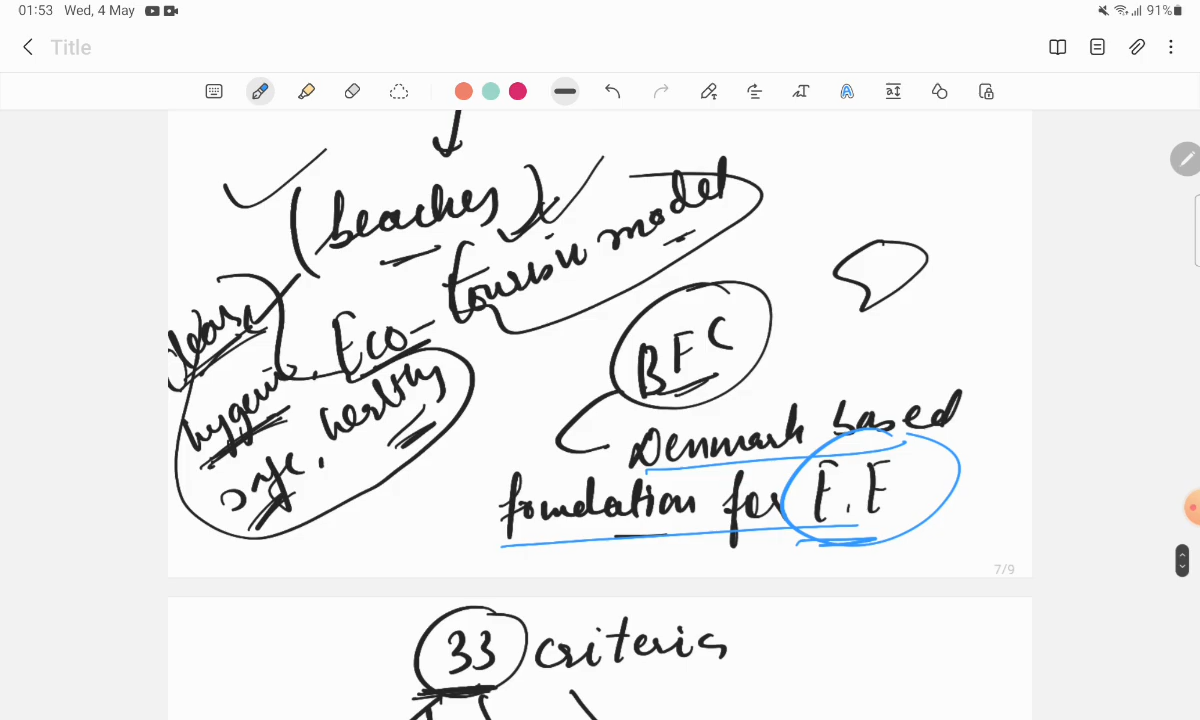 01:53 Wed, 4 May
91%
Title
(beaches)
tourism model
clean,
Eco-
hygenic,
healthy
safe,
BFC
Denmark based
foundation for E.E
7/9
33 criteria